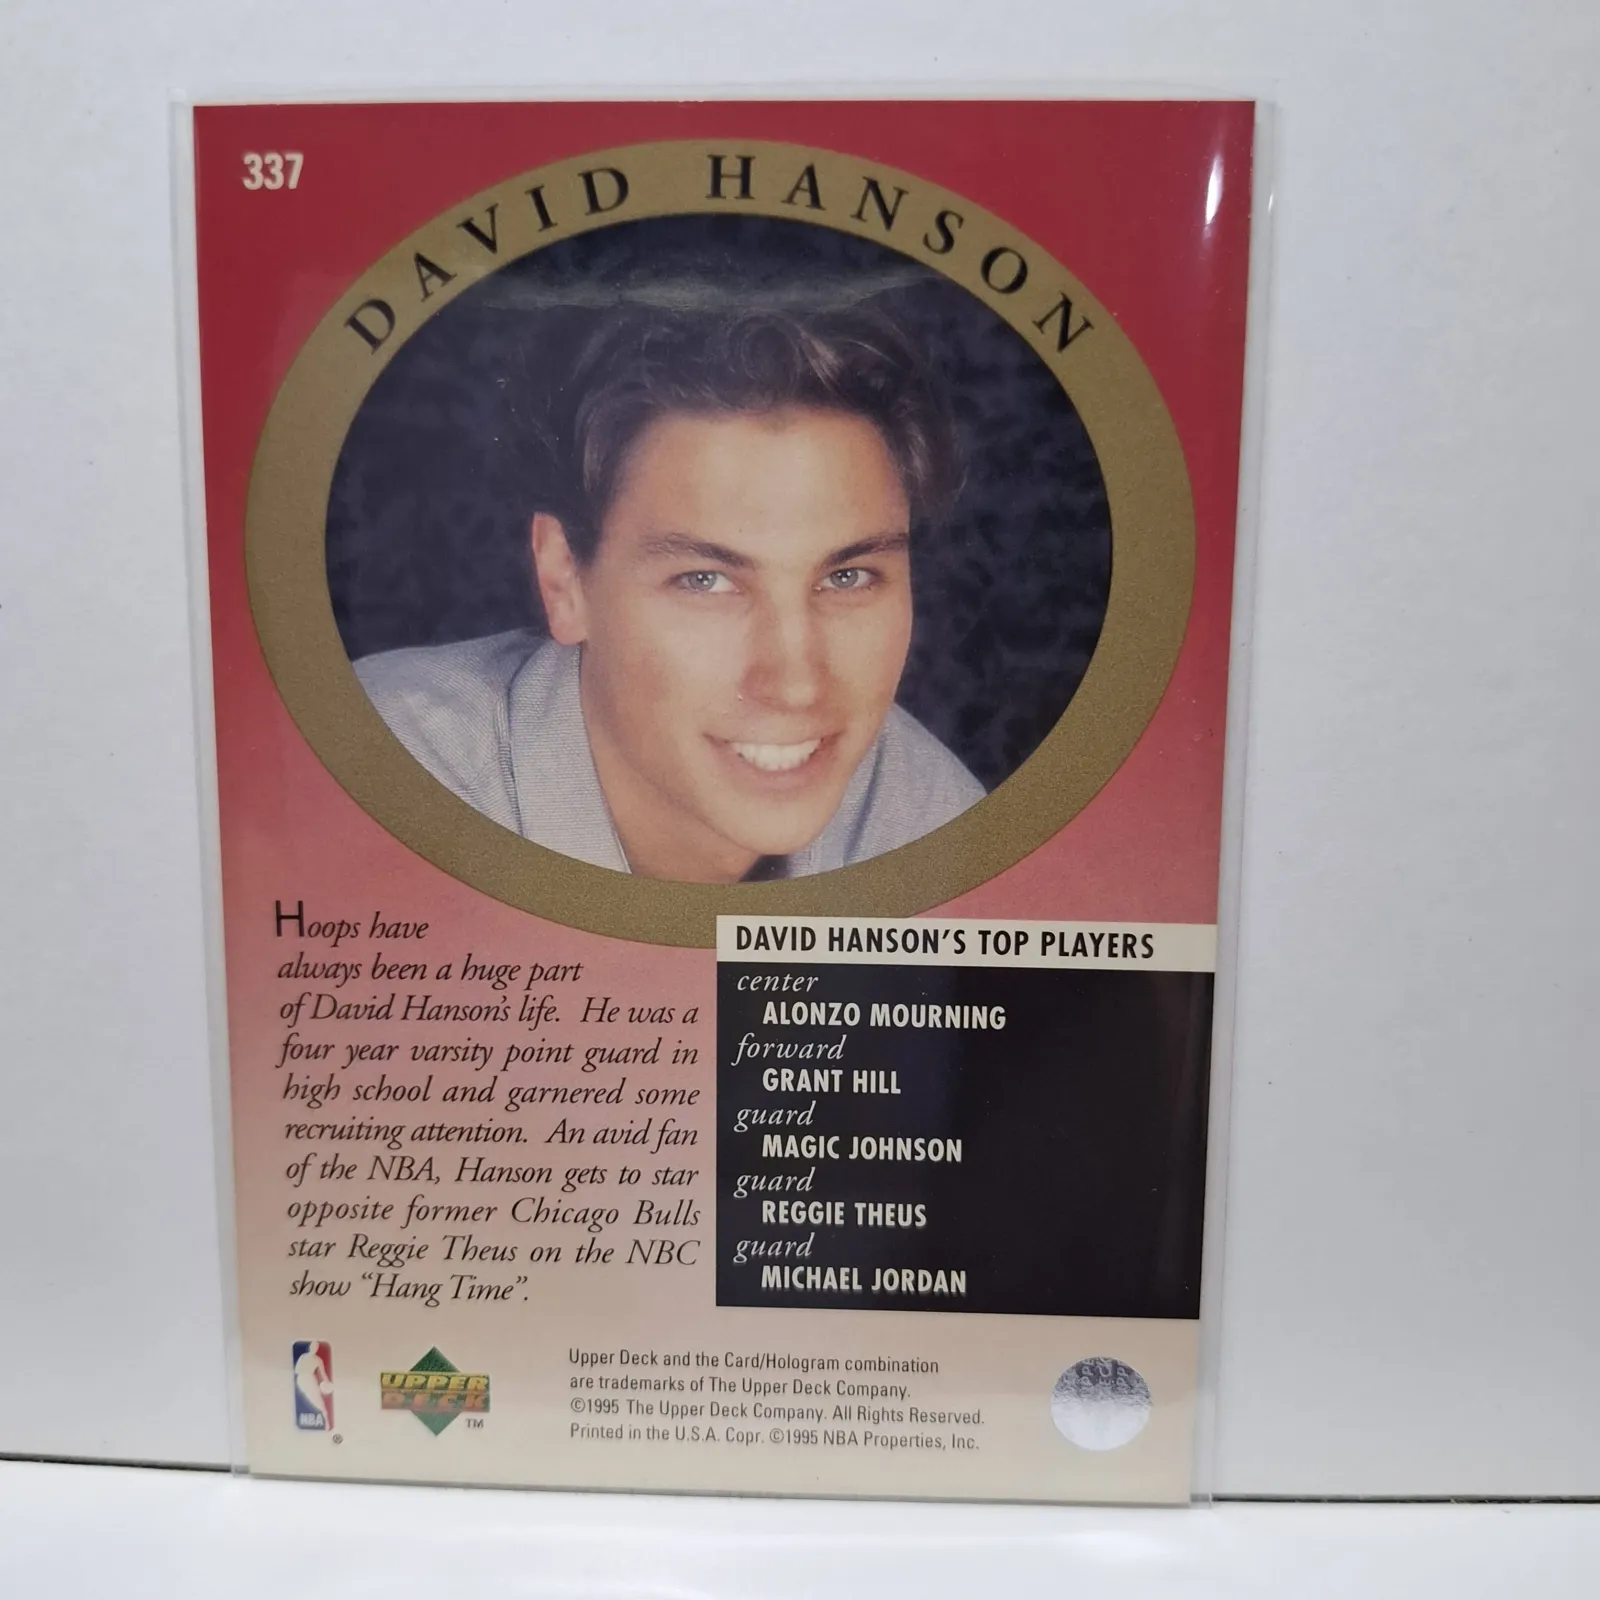 337
DAVID HANSON
Hoops have
always been a huge part
of David Hanson's life. He was a
four year varsity point guard in
high school and garnered some
recruiting attention. An avid fan
of the NBA, Hanson gets to star
opposite former Chicago Bulls
star Reggie Theus on the NBC
show “Hang Time”.
DAVID HANSON'S TOP PLAYERS
center
ALONZO MOURNING
forward
GRANT HILL
guard
MAGIC JOHNSON
guard
REGGIE THEUS
guard
MICHAEL JORDAN
NBA
®
UPPER
DECK
TM
Upper Deck and the Card/Hologram combination
are trademarks of The Upper Deck Company.
©1995 The Upper Deck Company. All Rights Reserved.
Printed in the U.S.A. Copr. ©1995 NBA Properties, Inc.